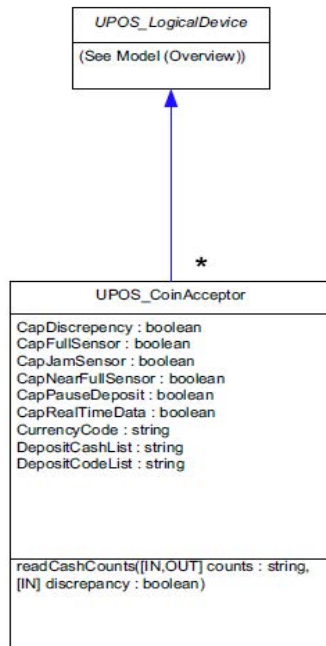 UPOS_LogicalDevice
(See Model (Overview))
*
UPOS_CoinAcceptor
CapDiscrepency : boolean
CapFullSensor : boolean
CapJamSensor : boolean
CapNearFullSensor : boolean
CapPauseDeposit : boolean
CapRealTimeData : boolean
CurrencyCode : string
DepositCashList : string
DepositCodeList : string
readCashCounts([IN,OUT] counts : string,
[IN] discrepancy : boolean)